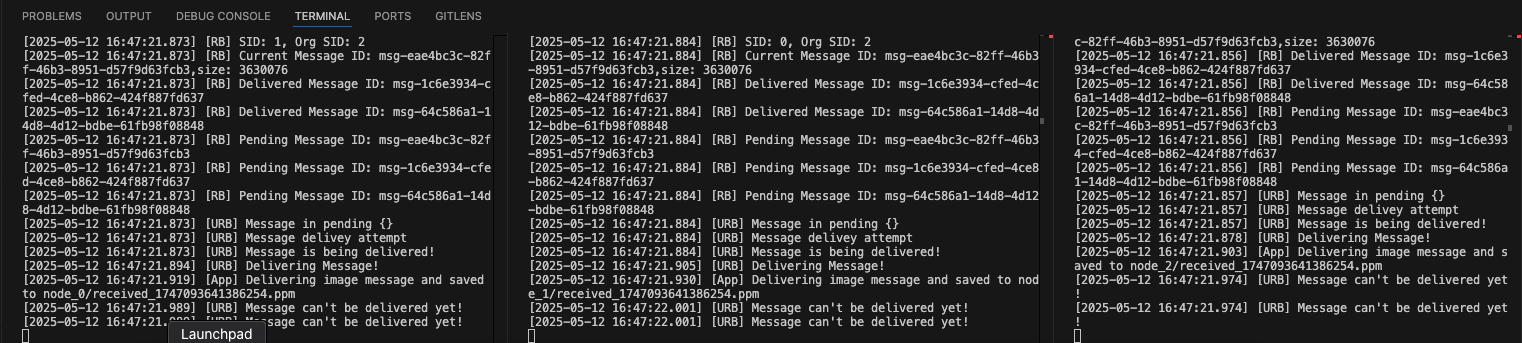 PROBLEMS OUTPUT DEBUG CONSOLE TERMINAL PORTS GITLENS
[2025-05-12 16:47:21.873] [RB] SID: 1, Org SID: 2
[2025-05-12 16:47:21.873] [RB] Current Message ID: msg-eae4bc3c-82f
f-46b3-8951-d57f9d63fcb3,size: 3630076
[2025-05-12 16:47:21.873] [RB] Delivered Message ID: msg-1c6e3934-c
fed-4ce8-b862-424f887fd637
[2025-05-12 16:47:21.873] [RB] Delivered Message ID: msg-64c586a1-1
4d8-4d12-bdbe-61fb98f08848
[2025-05-12 16:47:21.873] [RB] Pending Message ID: msg-eae4bc3c-82f
f-46b3-8951-d57f9d63fcb3
[2025-05-12 16:47:21.873] [RB] Pending Message ID: msg-1c6e3934-cfe
d-4ce8-b862-424f887fd637
[2025-05-12 16:47:21.873] [RB] Pending Message ID: msg-64c586a1-14d
8-4d12-bdbe-61fb98f08848
[2025-05-12 16:47:21.873] [URB] Message in pending {}
[2025-05-12 16:47:21.873] [URB] Message delivey attempt
[2025-05-12 16:47:21.873] [URB] Message is being delivered!
[2025-05-12 16:47:21.894] [URB] Delivering Message!
[2025-05-12 16:47:21.919] [App] Delivering image message and saved
to node_0/received_1747093641386254.ppm
[2025-05-12 16:47:21.989] [URB] Message can't be delivered yet!
[2025-05-12 16:47:21. Message can't be delivered yet!
Launchpad
[2025-05-12 16:47:21.884] [RB] SID: 0, Org SID: 2
[2025-05-12 16:47:21.884] [RB] Current Message ID: msg-eae4bc3c-82ff-46b3
-8951-d57f9d63fcb3,size: 3630076
[2025-05-12 16:47:21.884] [RB] Delivered Message ID: msg-1c6e3934-cfed-4c
e8-b862-424f887fd637
[2025-05-12 16:47:21.884] [RB] Delivered Message ID: msg-64c586a1-14d8-4d
12-bdbe-61fb98f08848
[2025-05-12 16:47:21.884] [RB] Pending Message ID: msg-eae4bc3c-82ff-46b3
-8951-d57f9d63fcb3
[2025-05-12 16:47:21.884] [RB] Pending Message ID: msg-1c6e3934-cfed-4ce8
-b862-424f887fd637
[2025-05-12 16:47:21.884] [RB] Pending Message ID: msg-64c586a1-14d8-4d12
-bdbe-61fb98f08848
[2025-05-12 16:47:21.884] [URB] Message in pending {}
[2025-05-12 16:47:21.884] [URB] Message delivey attempt
[2025-05-12 16:47:21.884] [URB] Message is being delivered!
[2025-05-12 16:47:21.905] [URB] Delivering Message!
[2025-05-12 16:47:21.930] [App] Delivering image message and saved to nod
e_1/received_1747093641386254.ppm
[2025-05-12 16:47:22.001] [URB] Message can't be delivered yet!
[2025-05-12 16:47:22.001] [URB] Message can't be delivered yet!
c-82ff-46b3-8951-d57f9d63fcb3,size: 3630076
[2025-05-12 16:47:21.856] [RB] Delivered Message ID: msg-1c6e3
934-cfed-4ce8-b862-424f887fd637
[2025-05-12 16:47:21.856] [RB] Delivered Message ID: msg-64c58
6a1-14d8-4d12-bdbe-61fb98f08848
[2025-05-12 16:47:21.856] [RB] Pending Message ID: msg-eae4bc3
c-82ff-46b3-8951-d57f9d63fcb3
[2025-05-12 16:47:21.856] [RB] Pending Message ID: msg-1c6e393
4-cfed-4ce8-b862-424f887fd637
[2025-05-12 16:47:21.856] [RB] Pending Message ID: msg-64c586a
1-14d8-4d12-bdbe-61fb98f08848
[2025-05-12 16:47:21.857] [URB] Message in pending {}
[2025-05-12 16:47:21.857] [URB] Message delivey attempt
[2025-05-12 16:47:21.857] [URB] Message is being delivered!
[2025-05-12 16:47:21.878] [URB] Delivering Message!
[2025-05-12 16:47:21.903] [App] Delivering image message and s
aved to node_2/received_1747093641386254.ppm
[2025-05-12 16:47:21.974] [URB] Message can't be delivered yet
!
[2025-05-12 16:47:21.974] [URB] Message can't be delivered yet
!